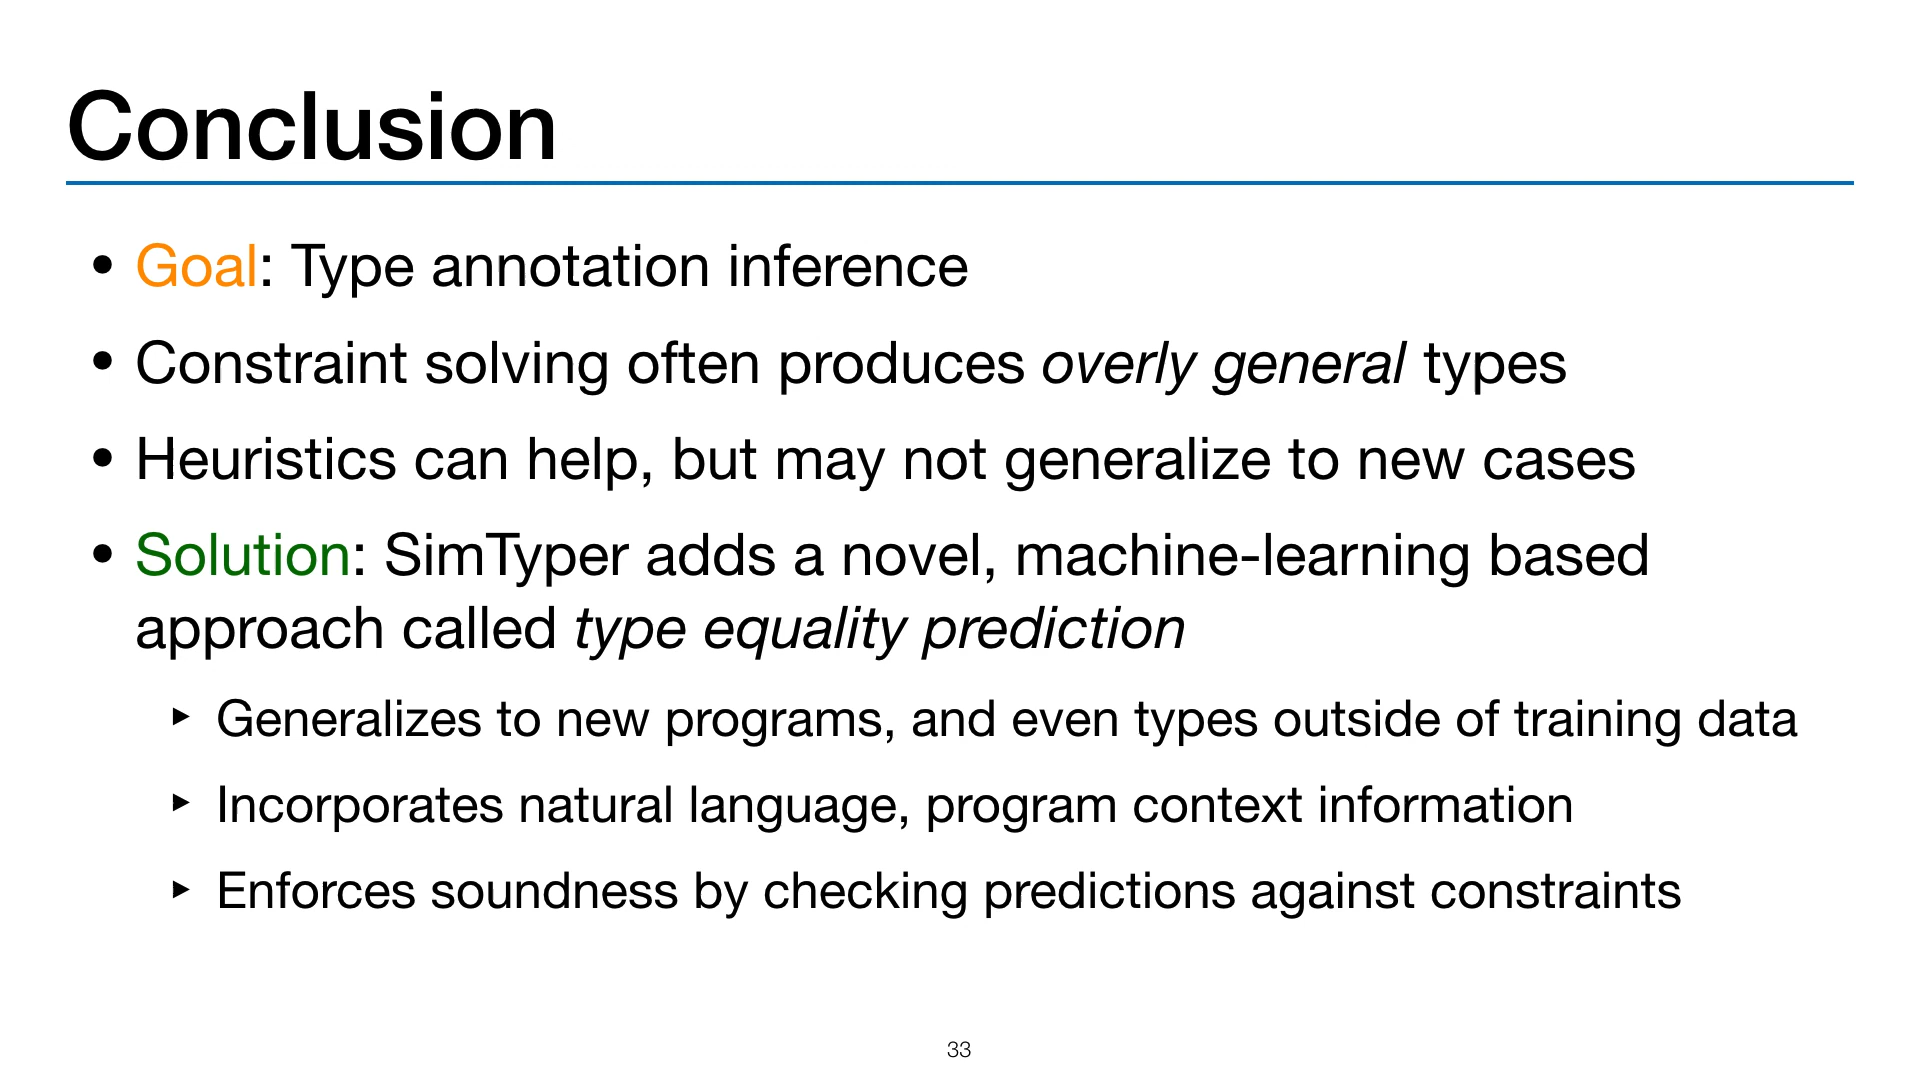 Conclusion
• Goal: Type annotation inference
• Constraint solving often produces overly general types
• Heuristics can help, but may not generalize to new cases
• Solution: SimTyper adds a novel, machine-learning based
approach called type equality prediction
‣ Generalizes to new programs, and even types outside of training data
‣ Incorporates natural language, program context information
‣ Enforces soundness by checking predictions against constraints
33